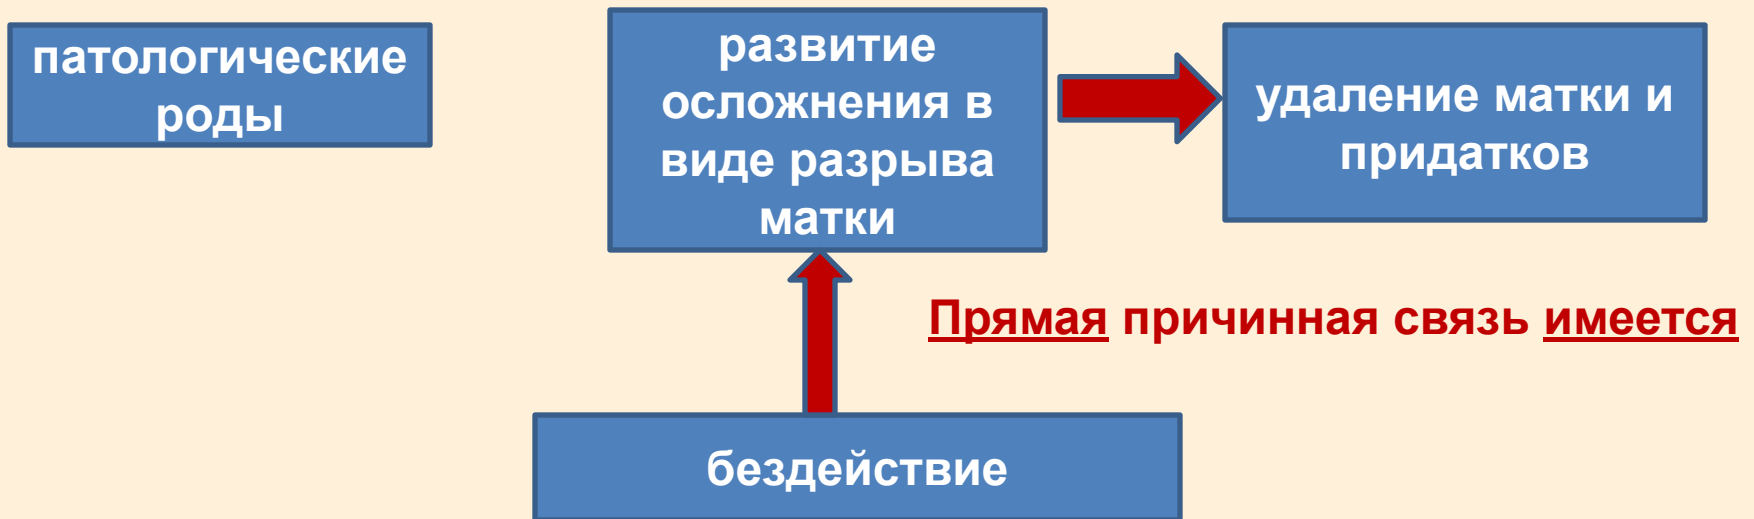 патологические
роды
развитие
осложнения в
виде разрыва
матки
удаление матки и
придатков
Прямая причинная связь имеется
бездействие